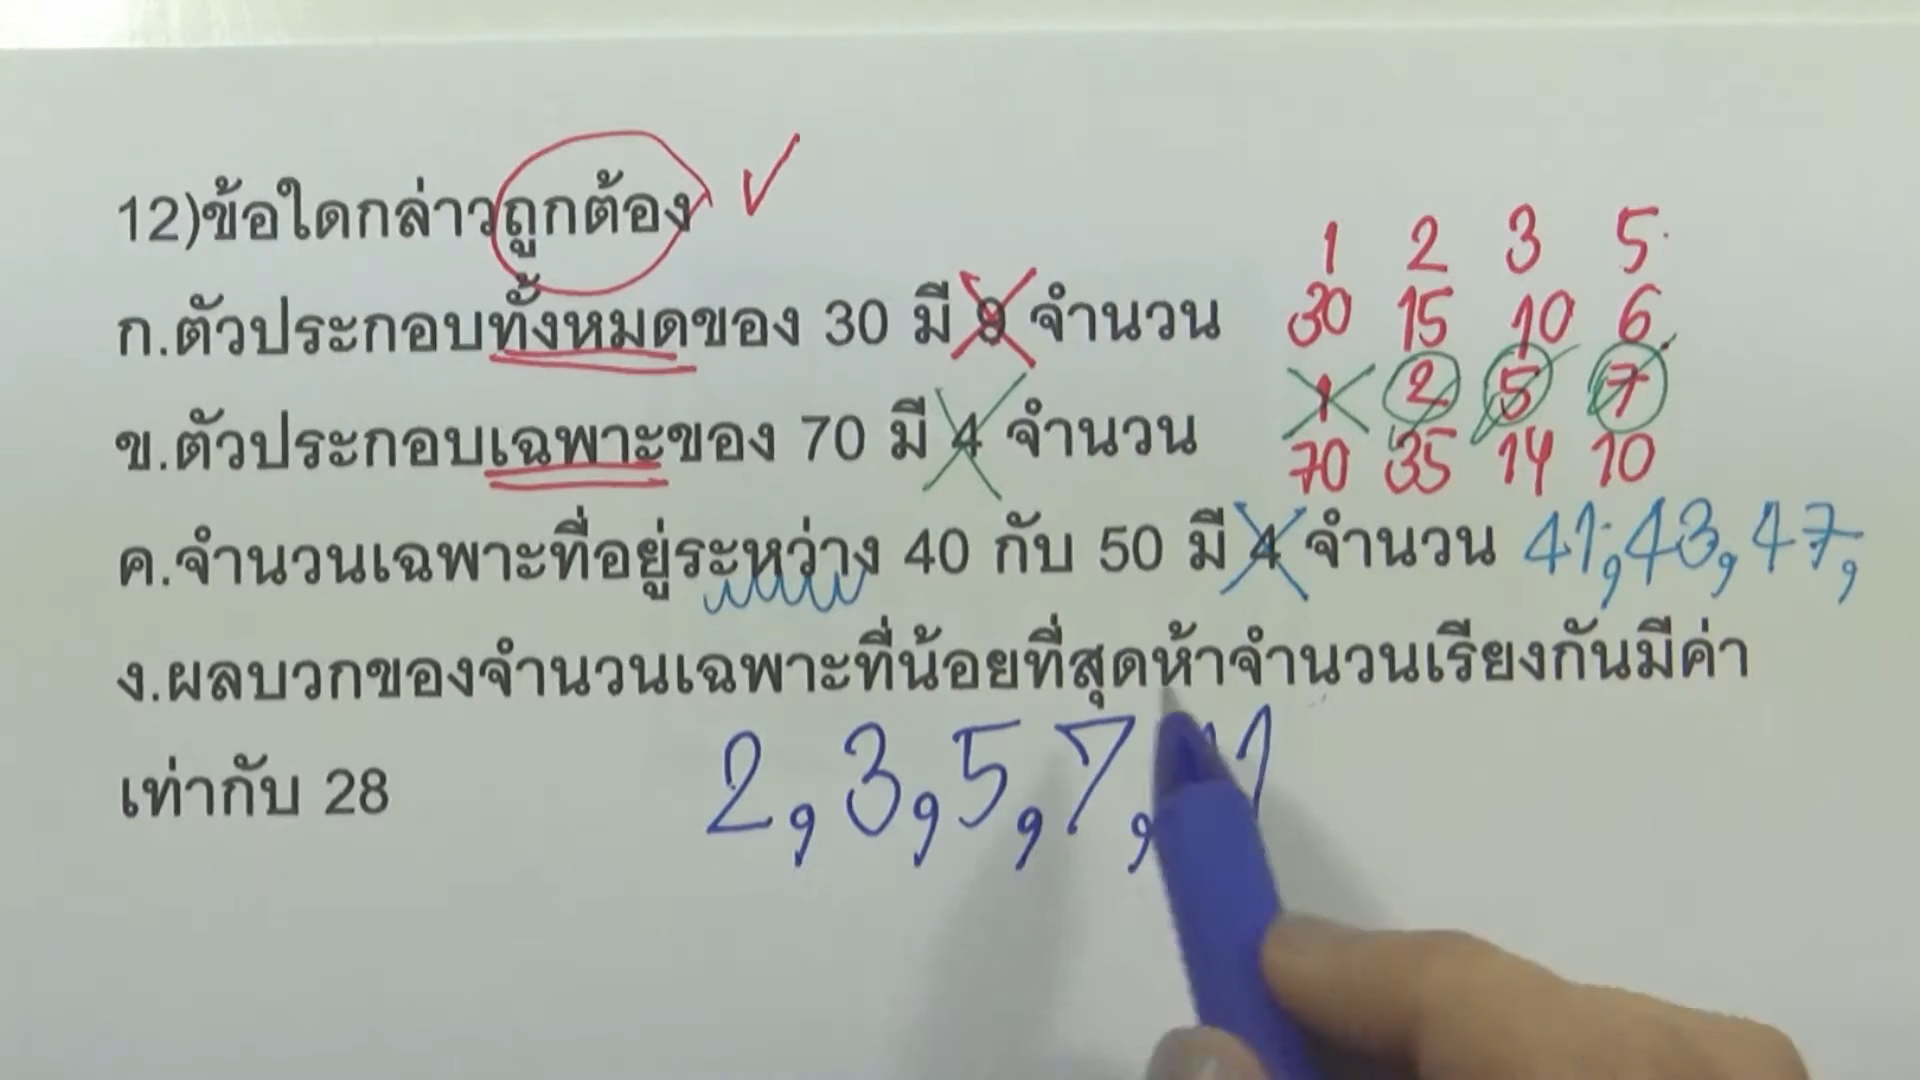 12)ข้อใดกล่าวถูกต้อง ✓
1 2 3 5
ก.ตัวประกอบทั้งหมดของ 30 มี 9 จำนวน
30 15 10 6
1 2 5 7
ข.ตัวประกอบเฉพาะของ 70 มี 4 จำนวน
70 35 14 10
ค.จำนวนเฉพาะที่อยู่ระหว่าง 40 กับ 50 มี 4 จำนวน 41,43,47,
ง.ผลบวกของจำนวนเฉพาะที่น้อยที่สุดห้าจำนวนเรียงกันมีค่า
เท่ากับ 28
2,3,5,7,11